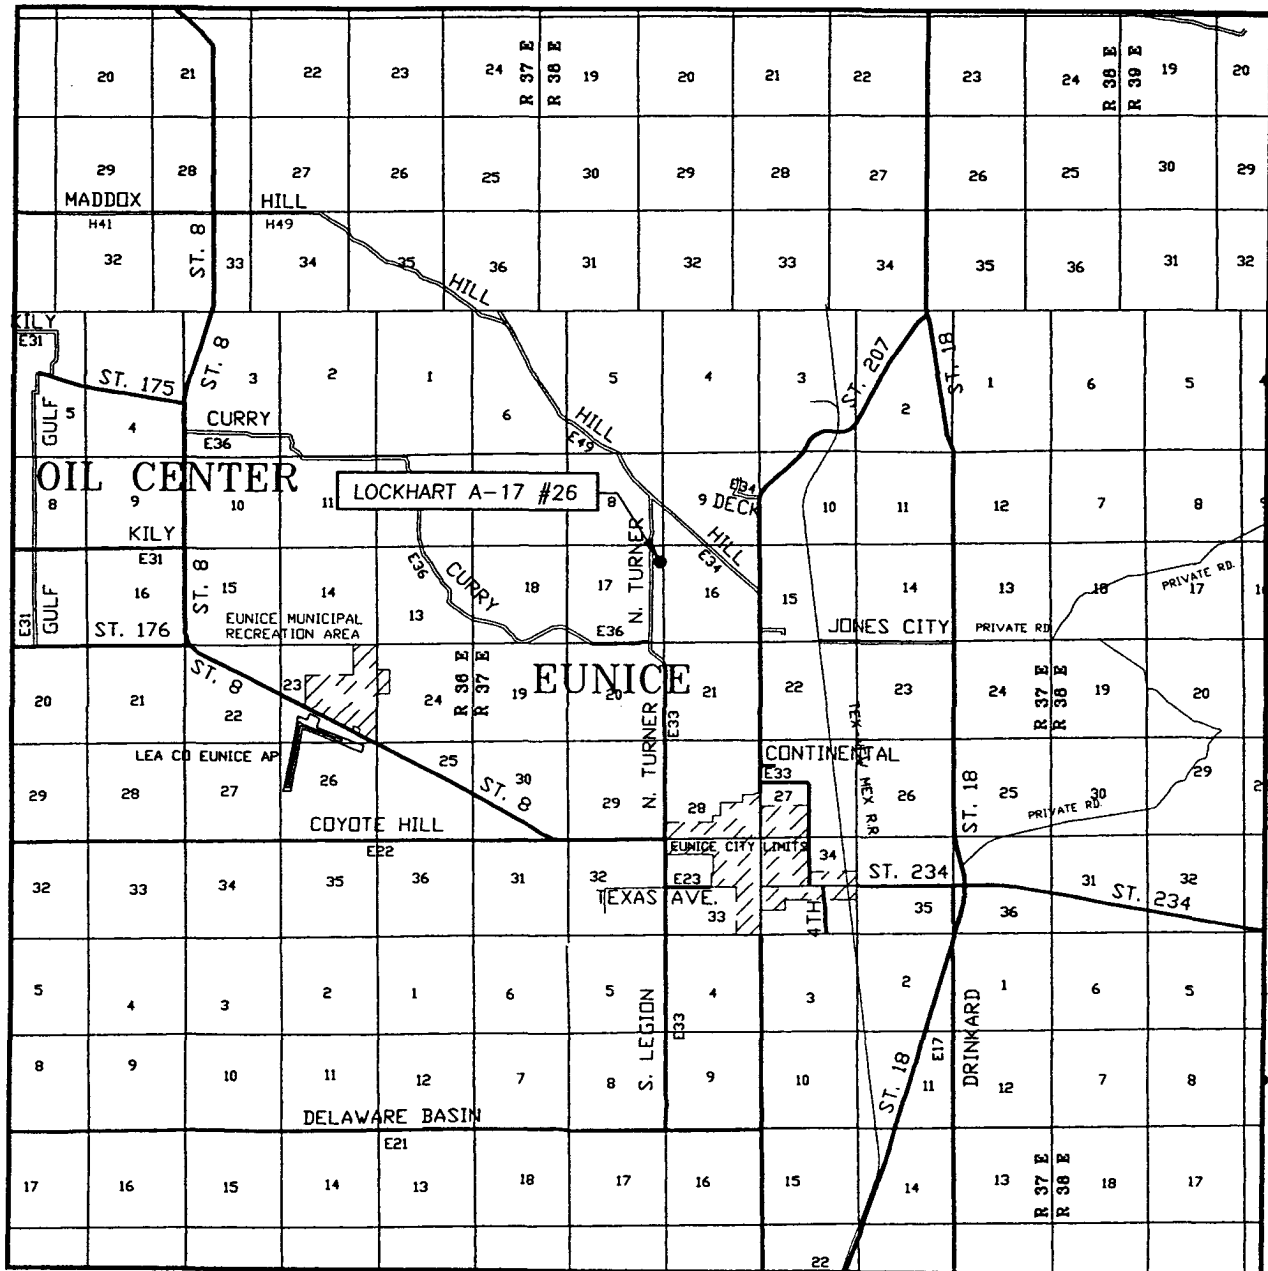 20 21 22 23 24 R 37 E R 38 E 19 20 21 22 23 24 R 38 E R 39 E 19 20
29 28 27 26 25 30 29 28 27 26 25 30 29
MADDOX HILL
H41 H49
32 ST. 8 33 34 35 36 31 32 33 34 35 36 31 32
HILL
KILY
E31
ST. 175 ST. 8 3 2 1 5 4 3 ST. 207 ST. 18 1 6 5
GULF 5 4 CURRY 6 HILL 2
E36 E49
OIL CENTER
LOCKHART A-17 #26
8 9 10 11 8 9 DECK E34 10 11 12 7 8
KILY N. TURNER HILL
E31 E36 CURRY E34
GULF 16 ST. 8 15 14 13 18 17 16 15 14 13 18 17 PRIVATE RD.
E31 ST. 176 EUNICE MUNICIPAL
RECREATION AREA
E36 JONES CITY PRIVATE RD
ST. 8 R 36 E R 37 E EUNICE R 37 E R 38 E
20 21 22 23 24 19 20 21 22 23 24 19 20
LEA CO EUNICE AP N. TURNER E33 CONTINENTAL TEX NEW MEX R.R.
E33
29 28 27 26 25 30 ST. 8 29 28 27 26 ST. 18 25 30 29
PRIVATE RD.
COYOTE HILL
E22 EUNICE CITY LIMITS
32 33 34 35 36 31 32 E23 34 ST. 234 31 32
TEXAS AVE. 33 4TH 35 36 ST. 234
5 4 3 2 1 6 5 4 3 2 1 6 5
S. LEGION E33 DRINKARD
8 9 10 11 12 7 8 9 10 ST. 18 11 E17 12 7 8
DELAWARE BASIN
E21
17 16 15 14 13 18 17 16 15 14 13 R 37 E R 38 E 18 17
22